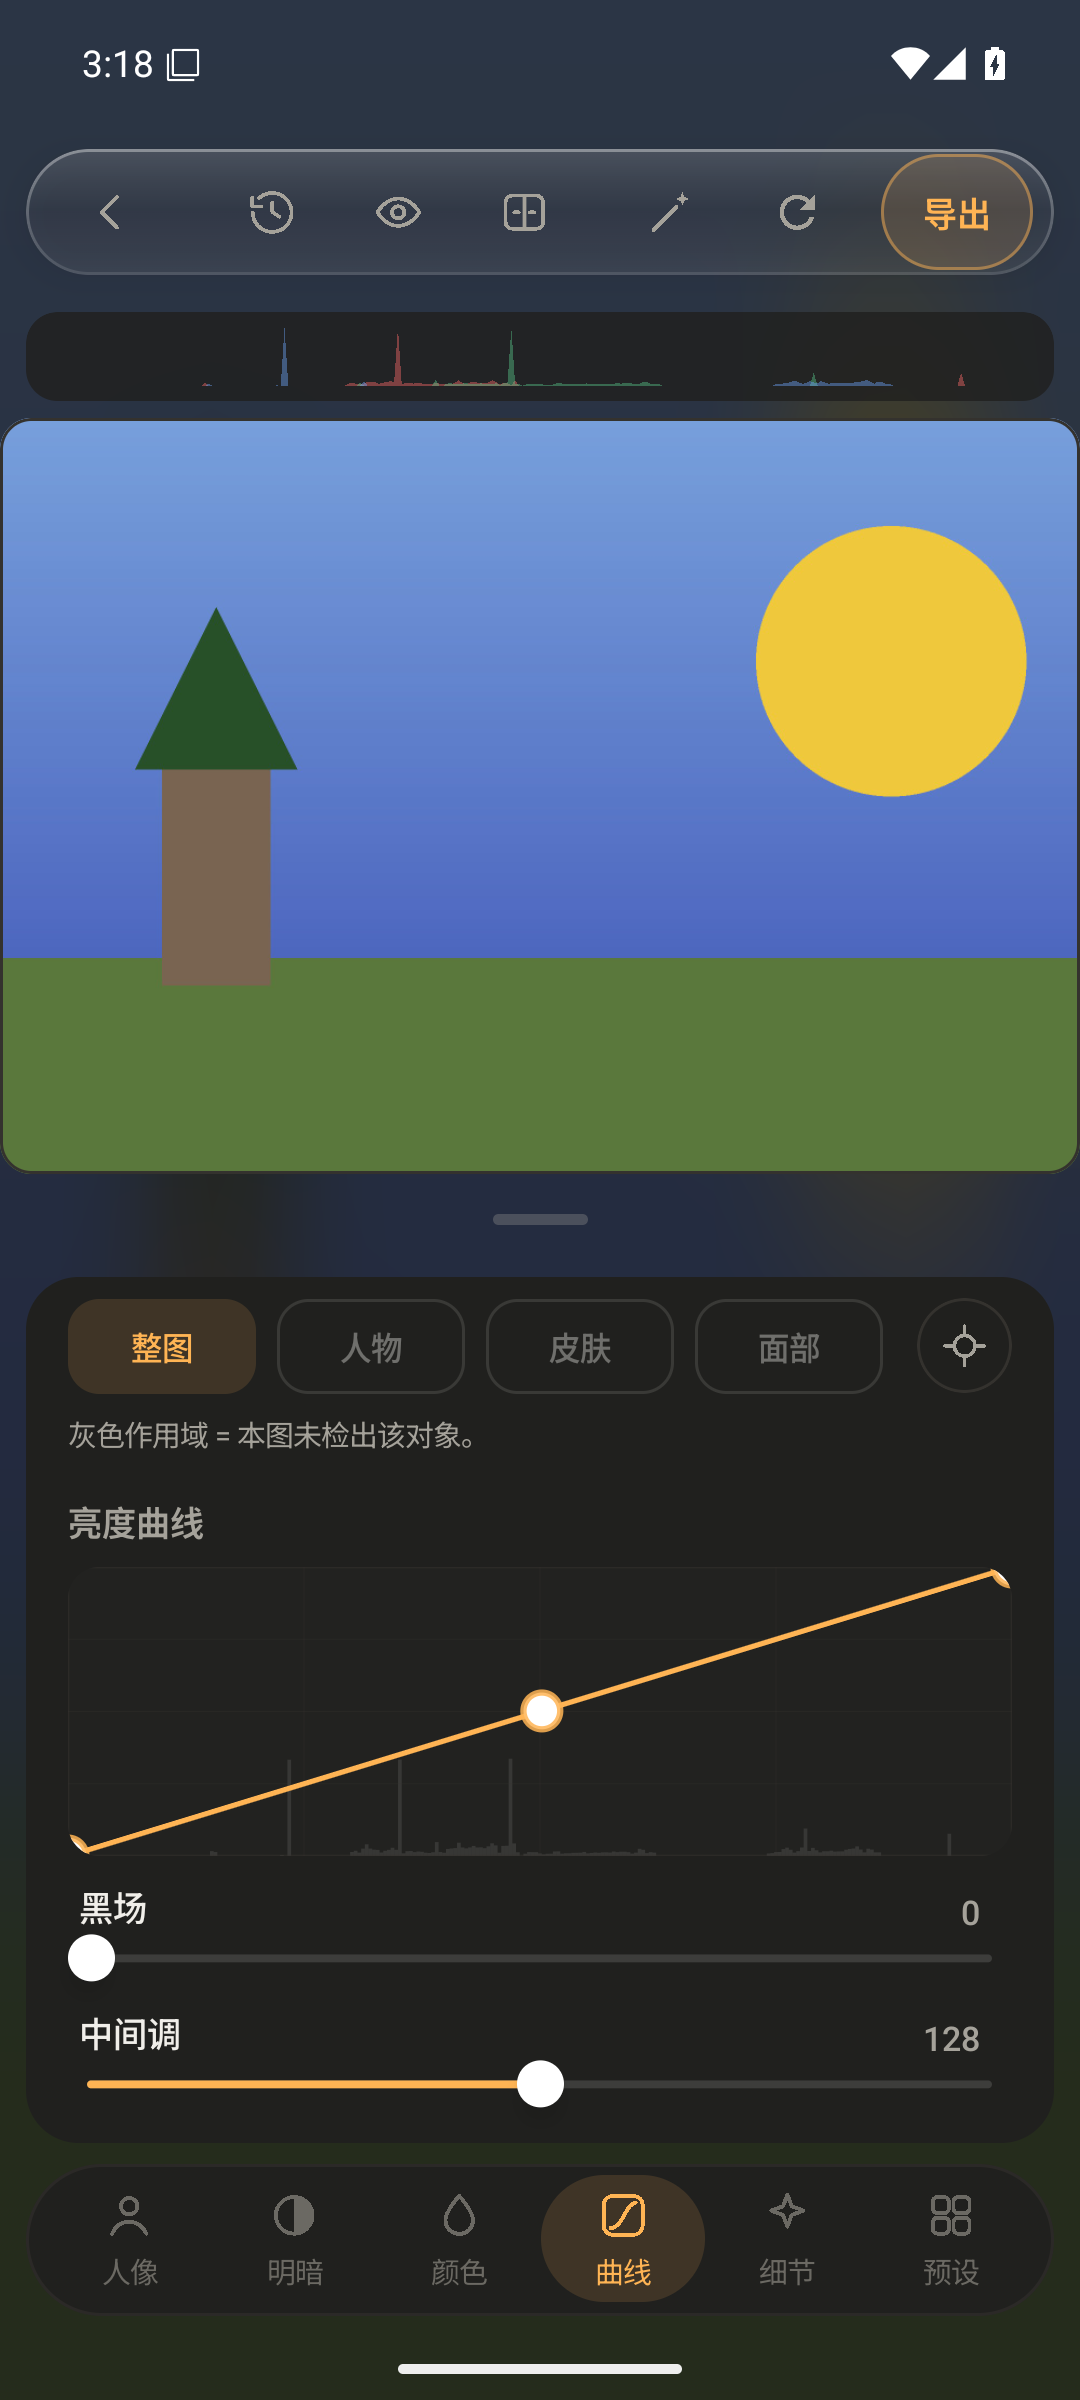 3:18
导出
整图
人物
皮肤
面部
灰色作用域 = 本图未检出该对象。
亮度曲线
黑场
0
中间调
128
人像
明暗
颜色
曲线
细节
预设